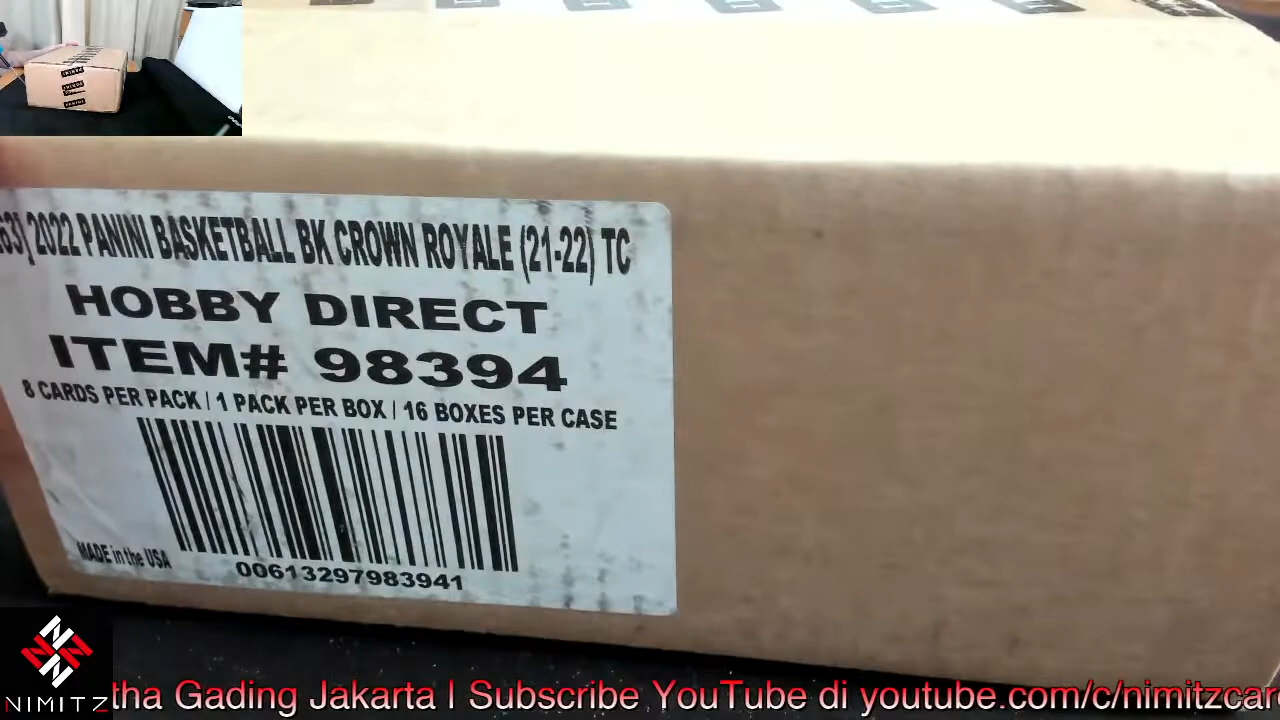 63) 2022 PANINI BASKETBALL BK CROWN ROYALE (21-22) TC
HOBBY DIRECT
ITEM# 98394
8 CARDS PER PACK / 1 PACK PER BOX / 16 BOXES PER CASE
MADE in the USA
00613297983941
NIMITZ
tha Gading Jakarta I Subscribe YouTube di youtube.com/c/nimitzcar